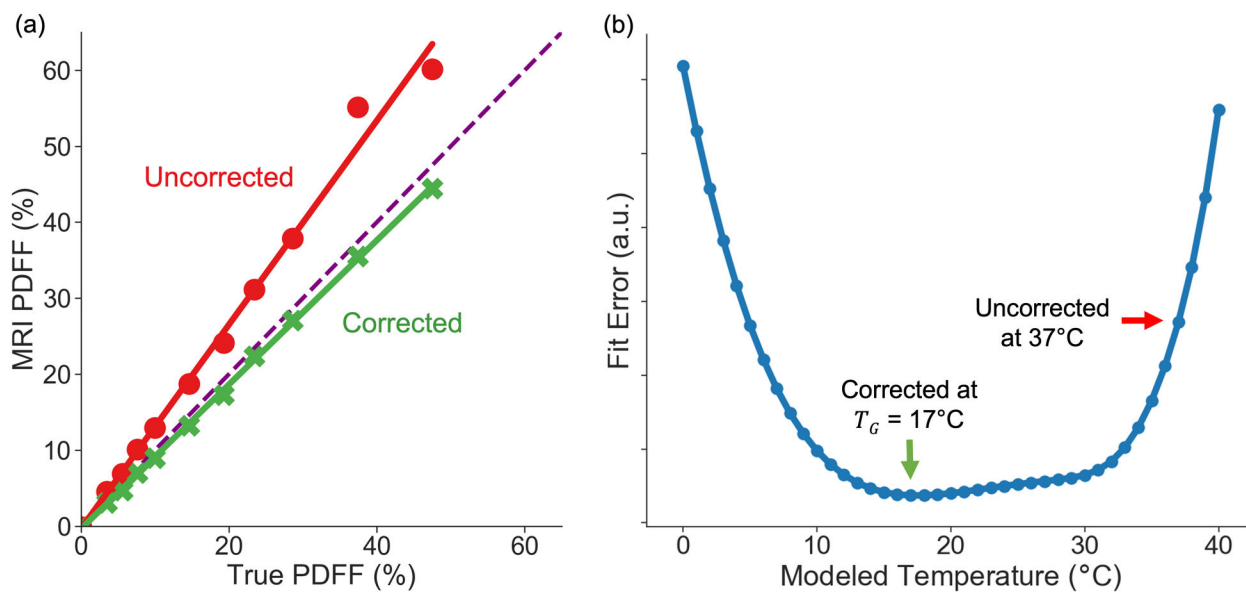 (a)
MRI PDFF (%)
60
50
40
30
20
10
0
Uncorrected
Corrected
0 20 40 60
True PDFF (%)
(b)
Fit Error (a.u.)
Uncorrected
at 37°C
Corrected at
T_G = 17°C
0 10 20 30 40
Modeled Temperature (°C)